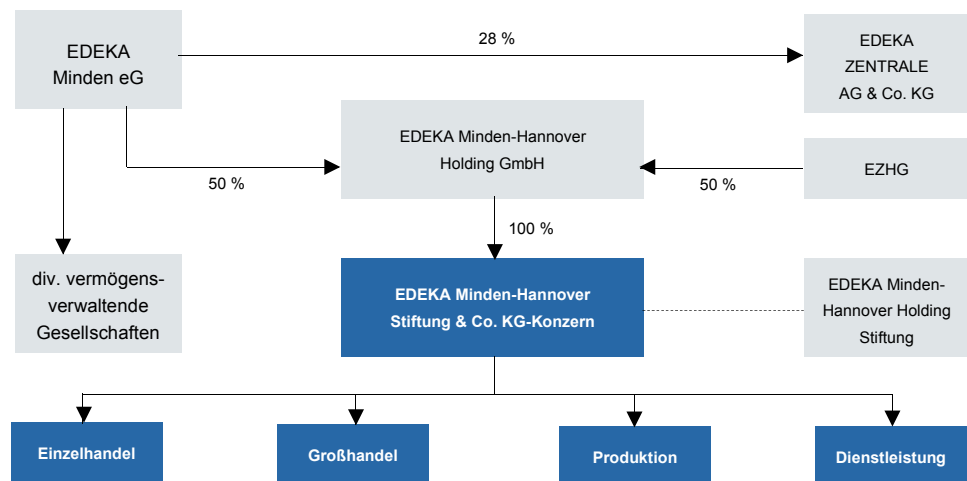 EDEKA
Minden eG
28 %
EDEKA
ZENTRALE
AG & Co. KG
EDEKA Minden-Hannover
Holding GmbH
EZHG
50 %
50 %
100 %
div. vermögens-
verwaltende
Gesellschaften
EDEKA Minden-Hannover
Stiftung & Co. KG-Konzern
EDEKA Minden-
Hannover Holding
Stiftung
Einzelhandel
Großhandel
Produktion
Dienstleistung